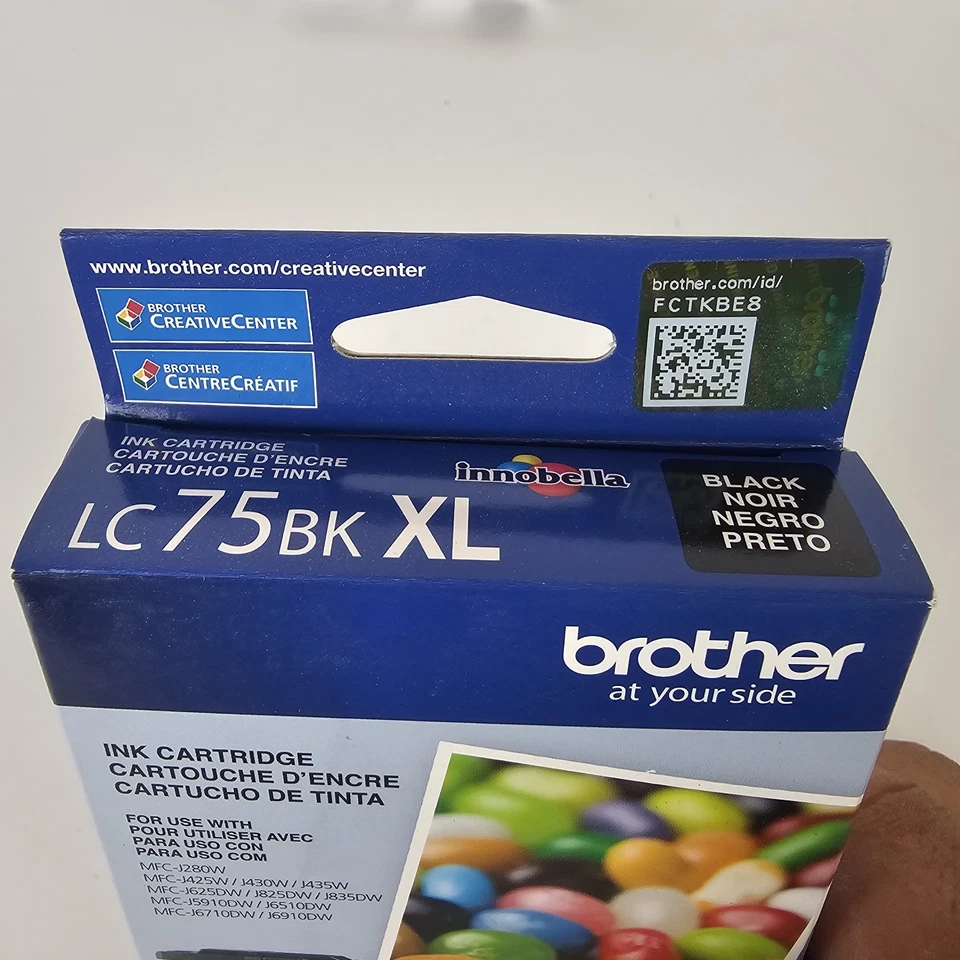 www.brother.com/creativecenter
BROTHER
CREATIVECENTER
BROTHER
CENTRECRÉATIF
brother.com/id/
FCTKBE8
brother
INK CARTRIDGE
CARTOUCHE D'ENCRE
CARTUCHO DE TINTA
LC75BK XL
innobella
BLACK
NOIR
NEGRO
PRETO
brother
at your side
INK CARTRIDGE
CARTOUCHE D'ENCRE
CARTUCHO DE TINTA
FOR USE WITH
POUR UTILISER AVEC
PARA USO CON
PARA USO COM
MFC-J280W
MFC-J425W / J430W / J435W
MFC-J625DW / J825DW / J835DW
MFC-J5910DW / J6510DW
MFC-J6710DW / J6910DW